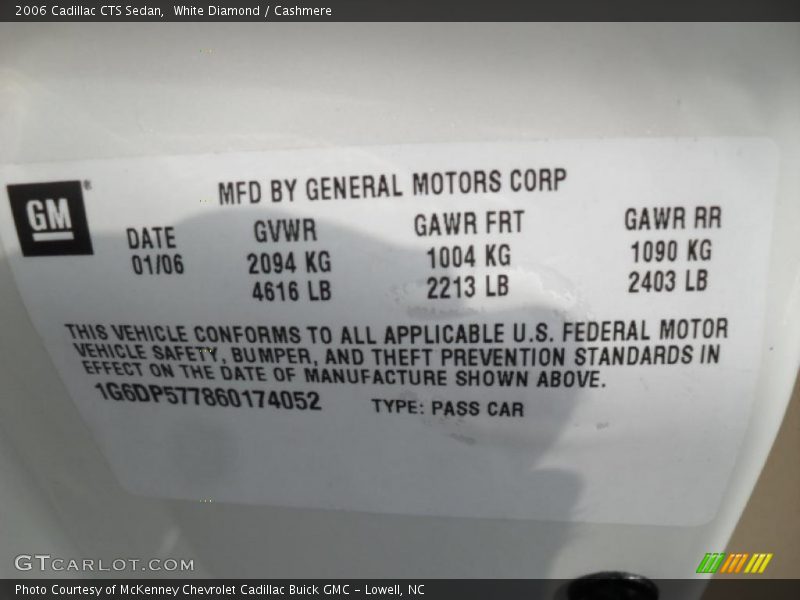 2006 Cadillac CTS Sedan,  White Diamond / Cashmere
MFD BY GENERAL MOTORS CORP
GM®
DATE GVWR GAWR FRT GAWR RR
01/06 2094 KG 1004 KG 1090 KG
4616 LB 2213 LB 2403 LB
THIS VEHICLE CONFORMS TO ALL APPLICABLE U.S. FEDERAL MOTOR
VEHICLE SAFETY, BUMPER, AND THEFT PREVENTION STANDARDS IN
EFFECT ON THE DATE OF MANUFACTURE SHOWN ABOVE.
1G6DP577860174052 TYPE: PASS CAR
GTCARLOT.COM
Photo Courtesy of McKenney Chevrolet Cadillac Buick GMC – Lowell, NC